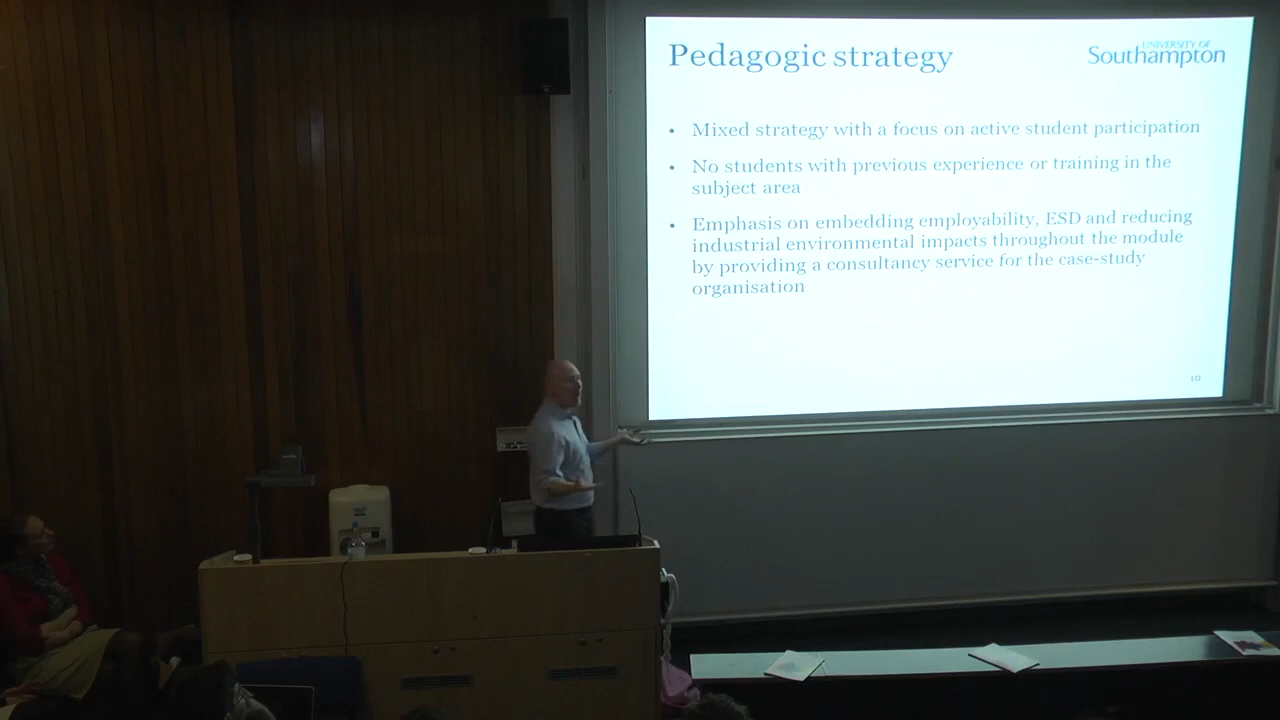 Pedagogic strategy
UNIVERSITY OF
Southampton
• Mixed strategy with a focus on active student participation
• No students with previous experience or training in the
subject area
• Emphasis on embedding employability, ESD and reducing
industrial environmental impacts throughout the module
by providing a consultancy service for the case-study
organisation
10